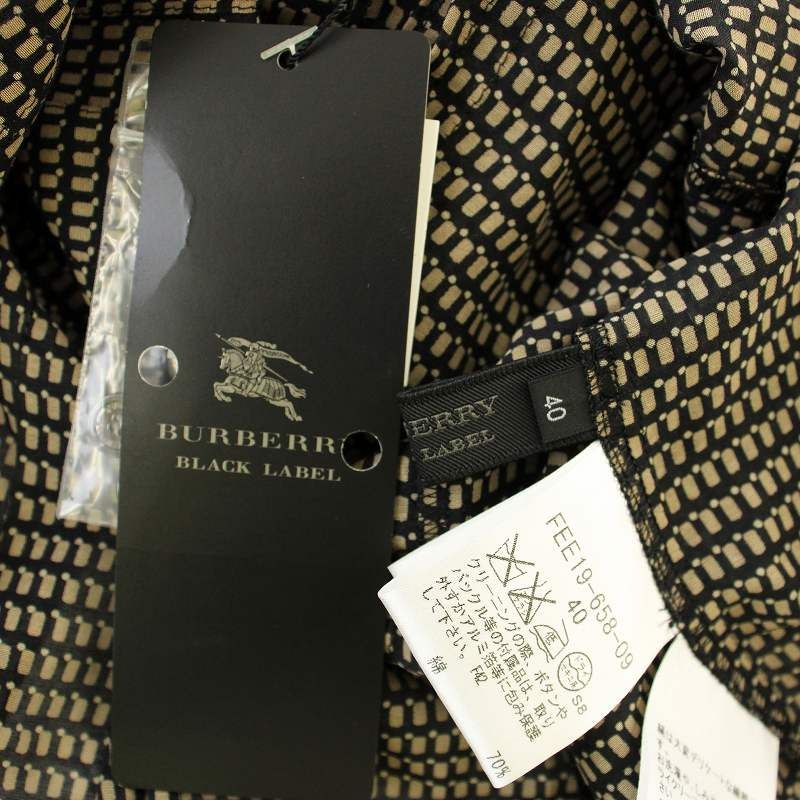 BURBERR
BLACK LABEL
ERRY
LABEL
40
FEE19-658-09
40
S8
クリーニングの際、ボタンや
バックル等の付属品は、取り
外すかアルミ箔等に包み保護
して下さい。
F42
綿 70%